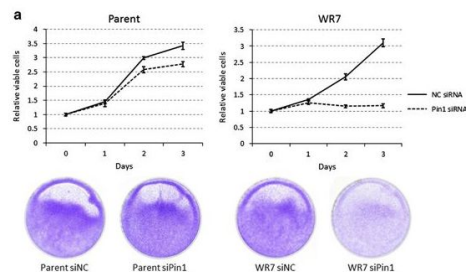 a
Parent
Relative viable cells
4
3.5
3
2.5
2
1.5
1
0.5
0 1 2 3
Days
WR7
Relative viable cells
3.5
3
2.5
2
1.5
1
0.5
0 1 2 3
Days
NC siRNA
Pin1 siRNA
Parent siNC
Parent siPin1
WR7 siNC
WR7 siPin1